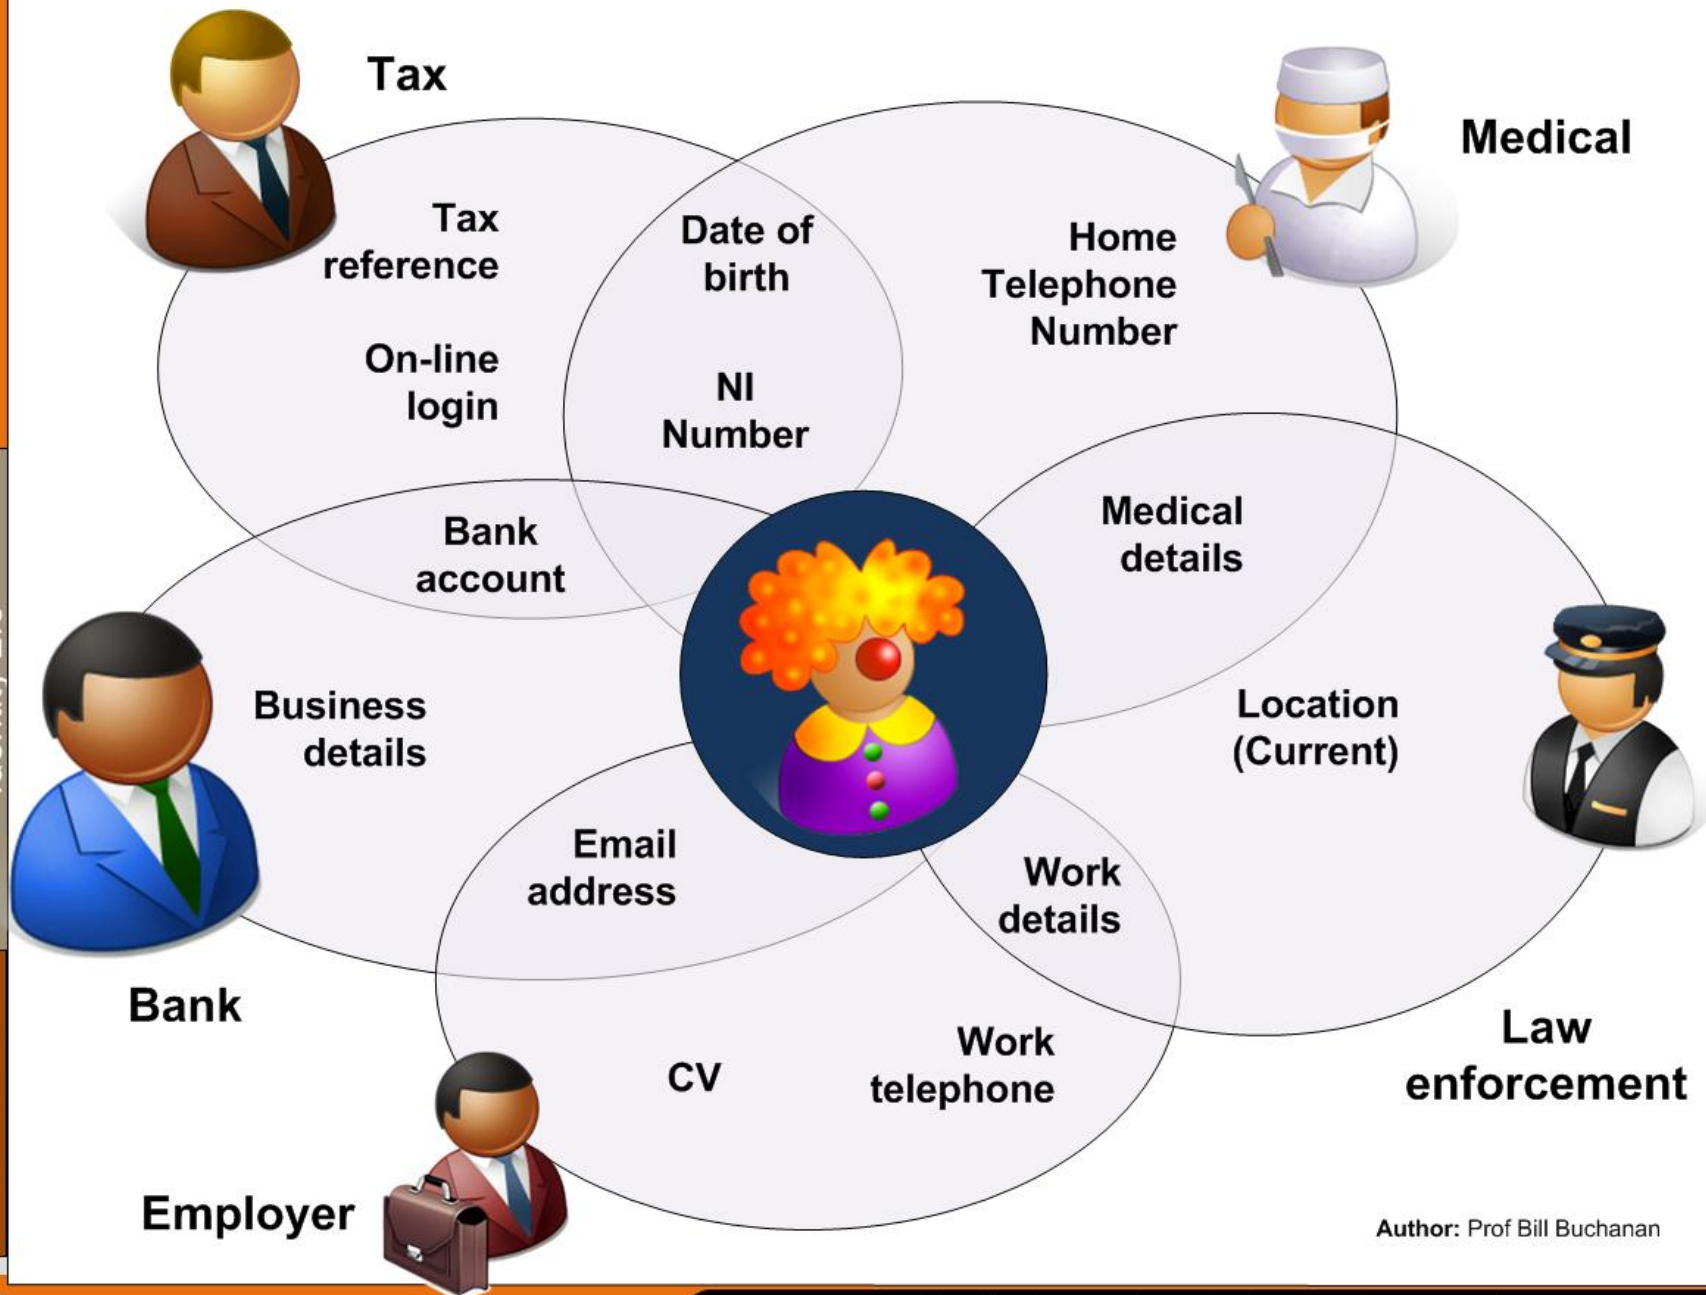 Tax
Medical
Tax
reference
Date of
birth
Home
Telephone
Number
On-line
login
NI
Number
Bank
account
Medical
details
Business
details
Location
(Current)
Email
address
Work
details
Bank
CV
Work
telephone
Law
enforcement
Employer
Author: Prof Bill Buchanan